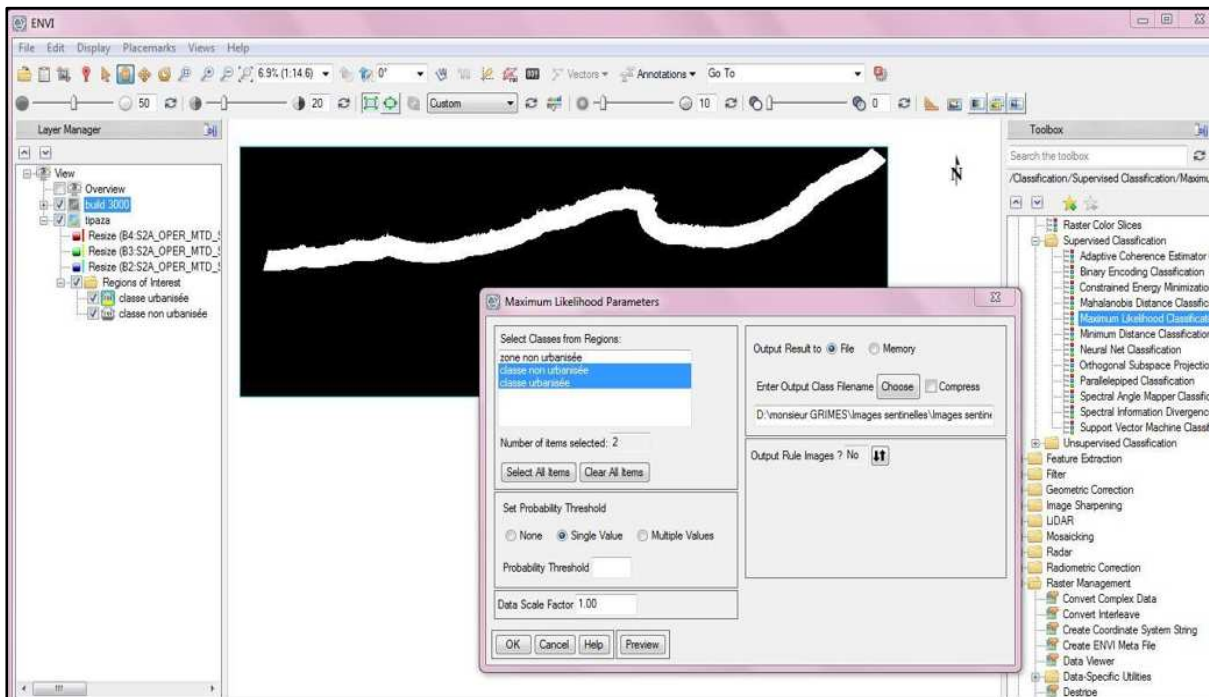 ENVI
File Edit Display Placemarks Views Help
6.9% (1:14.6) 0° Vectors Annotations Go To
50 20 Custom 10 0
Layer Manager
View
Overview
build 3000
tipaza
Resize (B4:S2A_OPER_MTD_S
Resize (B3:S2A_OPER_MTD_S
Resize (B2:S2A_OPER_MTD_S
Regions of Interest
classe urbanisée
classe non urbanisée
N
Maximum Likelihood Parameters
Select Classes from Regions:
zone non urbanisée
classe non urbanisée
classe urbanisée
Number of items selected: 2
Select All Items Clear All Items
Set Probability Threshold
None Single Value Multiple Values
Probability Threshold
Data Scale Factor 1.00
OK Cancel Help Preview
Output Result to File Memory
Enter Output Class Filename Choose Compress
D:\monsieur GRIMES\Images sentinelles\Images sentine
Output Rule Images ? No
Toolbox
Search the toolbox
/Classification/Supervised Classification/Maximu
Raster Color Slices
Supervised Classification
Adaptive Coherence Estimator
Binary Encoding Classification
Constrained Energy Minimizatio
Mahalanobis Distance Classific
Maximum Likelihood Classificat
Minimum Distance Classification
Neural Net Classification
Orthogonal Subspace Projectio
Parallelepiped Classification
Spectral Angle Mapper Classific
Spectral Information Divergenc
Support Vector Machine Classif
Unsupervised Classification
Feature Extraction
Filter
Geometric Correction
Image Sharpening
LiDAR
Mosaicking
Radar
Radiometric Correction
Raster Management
Convert Complex Data
Convert Interleave
Create Coordinate System String
Create ENVI Meta File
Data Viewer
Data-Specific Utilities
Destripe